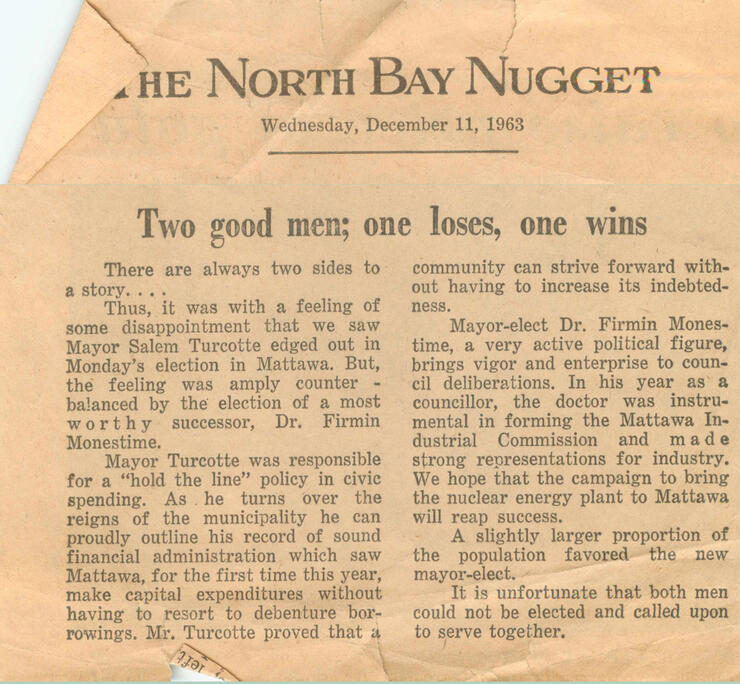 THE NORTH BAY NUGGET
Wednesday, December 11, 1963
Two good men; one loses, one wins
There are always two sides to
a story. . . .
Thus, it was with a feeling of
some disappointment that we saw
Mayor Salem Turcotte edged out in
Monday's election in Mattawa. But,
the feeling was amply counter -
balanced by the election of a most
worthy successor, Dr. Firmin
Monestime.
Mayor Turcotte was responsible
for a "hold the line" policy in civic
spending. As he turns over the
reigns of the municipality he can
proudly outline his record of sound
financial administration which saw
Mattawa, for the first time this year,
make capital expenditures without
having to resort to debenture bor-
rowings. Mr. Turcotte proved that a
community can strive forward with-
out having to increase its indebted-
ness.
Mayor-elect Dr. Firmin Mones-
time, a very active political figure,
brings vigor and enterprise to coun-
cil deliberations. In his year as a
councillor, the doctor was instru-
mental in forming the Mattawa In-
dustrial Commission and made
strong representations for industry.
We hope that the campaign to bring
the nuclear energy plant to Mattawa
will reap success.
A slightly larger proportion of
the population favored the new
mayor-elect.
It is unfortunate that both men
could not be elected and called upon
to serve together.
left